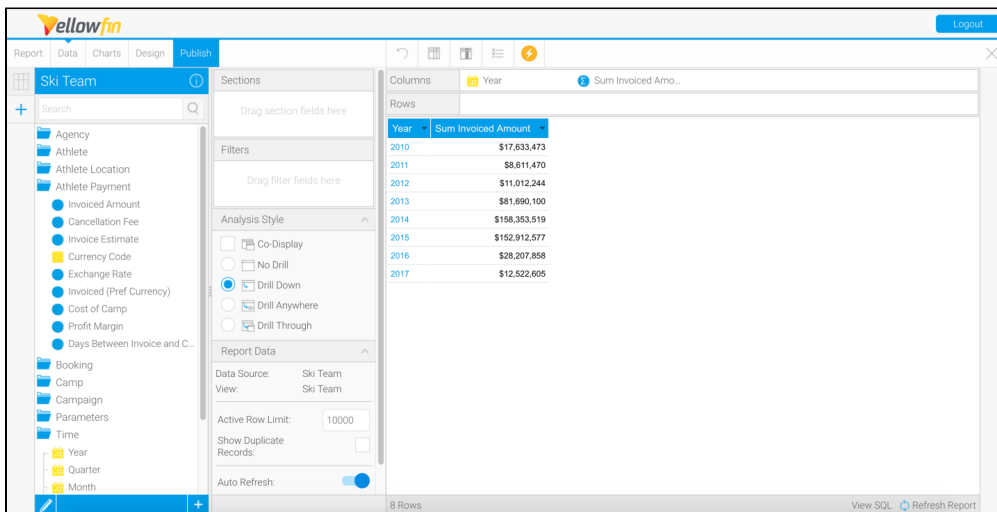 Yellowfin
Logout
Report Data Charts Design Publish
Ski Team
Search
Agency
Athlete
Athlete Location
Athlete Payment
Invoiced Amount
Cancellation Fee
Invoice Estimate
Currency Code
Exchange Rate
Invoiced (Pref Currency)
Cost of Camp
Profit Margin
Days Between Invoice and C...
Booking
Camp
Campaign
Parameters
Time
Year
Quarter
Month
Sections
Drag section fields here
Filters
Drag filter fields here
Analysis Style
Co-Display
No Drill
Drill Down
Drill Anywhere
Drill Through
Report Data
Data Source: Ski Team
View: Ski Team
Active Row Limit: 10000
Show Duplicate
Records:
Auto Refresh:
Columns Year Sum Invoiced Amo...
Rows
Year Sum Invoiced Amount
2010 $17,633,473
2011 $8,611,470
2012 $11,012,244
2013 $81,690,100
2014 $158,353,519
2015 $152,912,577
2016 $28,207,858
2017 $12,522,605
8 Rows View SQL Refresh Report